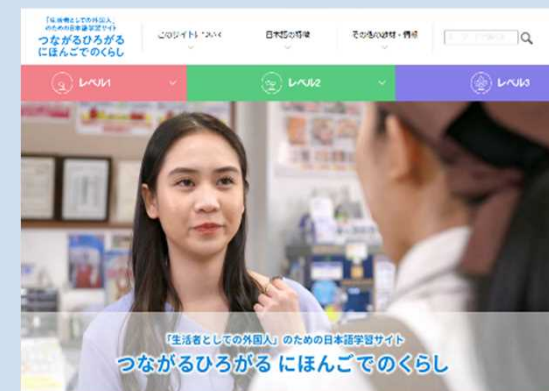 「生活者としての外国人」
のための日本語学習サイト
つながるひろがる
にほんごでのくらし
このサイトについて
日本語の特徴
その他の教材・情報
レベル1
レベル2
レベル3
「生活者としての外国人」のための日本語学習サイト
つながるひろがる にほんごでのくらし